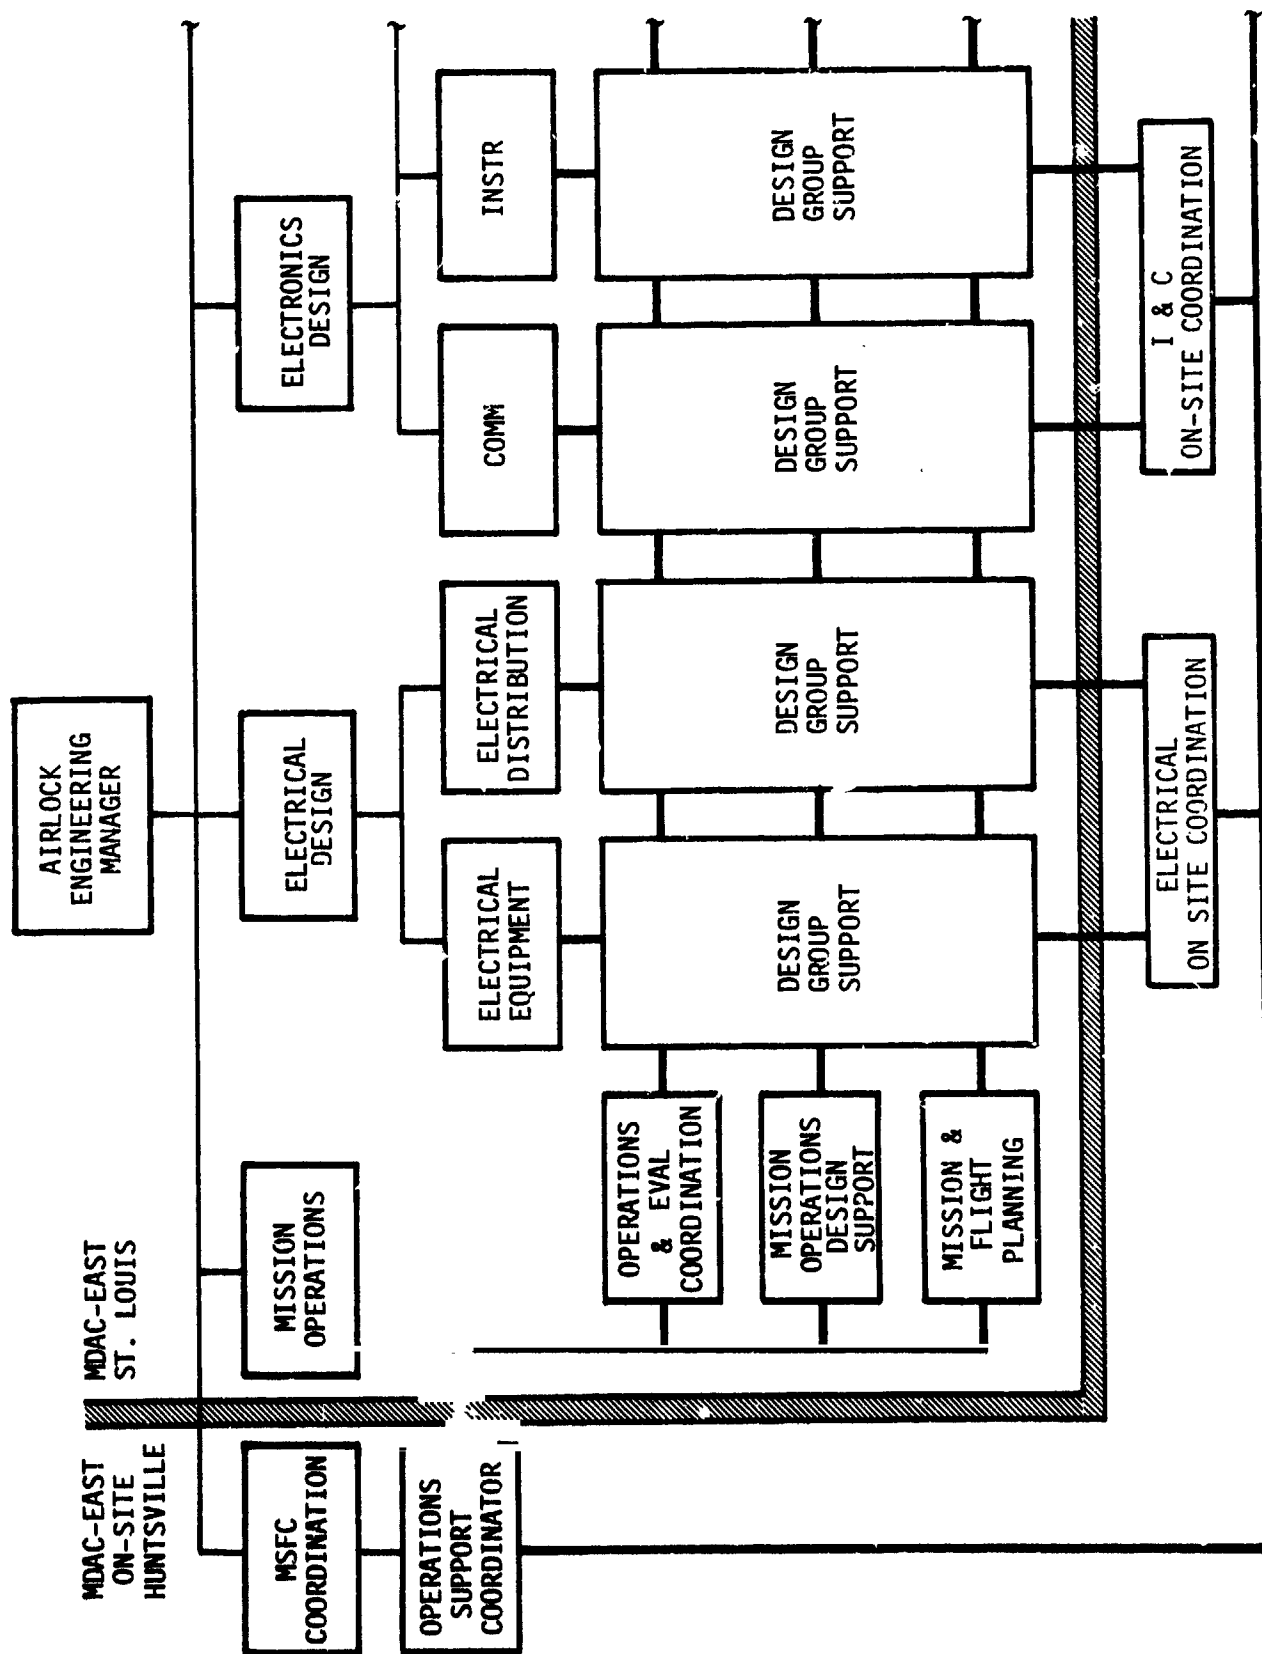 AIRLOCK
ENGINEERING
MANAGER
MDAC-EAST
ON-SITE
HUNTSVILLE
MDAC-EAST
ST. LOUIS
MSFC
COORDINATION
MISSION
OPERATIONS
ELECTRICAL
DESIGN
ELECTRONICS
DESIGN
OPERATIONS
SUPPORT
COORDINATOR
ELECTRICAL
EQUIPMENT
ELECTRICAL
DISTRIBUTION
COMM
INSTR
OPERATIONS
& EVAL
COORDINATION
MISSION
OPERATIONS
DESIGN
SUPPORT
MISSION &
FLIGHT
PLANNING
DESIGN
GROUP
SUPPORT
DESIGN
GROUP
SUPPORT
DESIGN
GROUP
SUPPORT
DESIGN
GROUP
SUPPORT
ELECTRICAL
ON SITE COORDINATION
I & C
ON-SITE COORDINATION